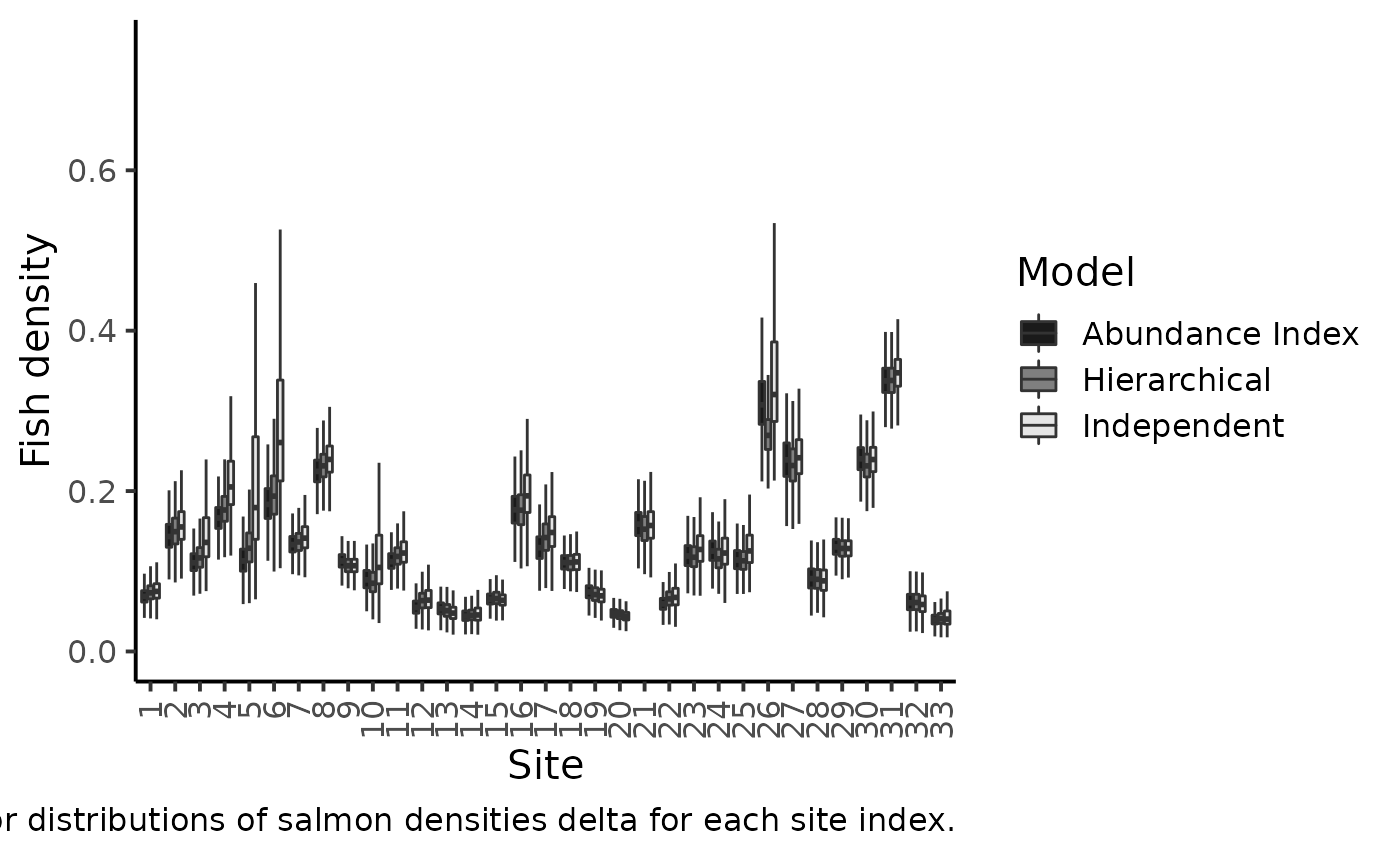 0.6
0.4
0.2
0.0
Fish density
1 2 3 4 5 6 7 8 9 10 11 12 13 14 15 16 17 18 19 20 21 22 23 24 25 26 27 28 29 30 31 32 33
Site
Model
Abundance Index
Hierarchical
Independent
or distributions of salmon densities delta for each site index.